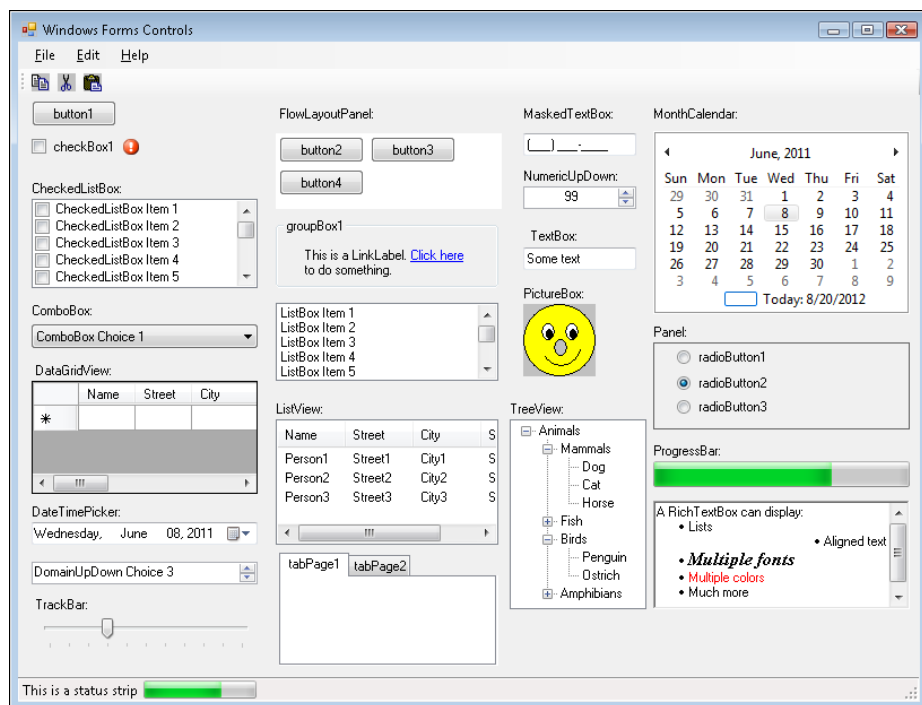 Windows Forms Controls
File Edit Help
button1
checkBox1
CheckedListBox:
CheckedListBox Item 1
CheckedListBox Item 2
CheckedListBox Item 3
CheckedListBox Item 4
CheckedListBox Item 5
ComboBox:
ComboBox Choice 1
DataGridView:
Name Street City
DateTimePicker:
Wednesday, June 08, 2011
DomainUpDown Choice 3
TrackBar:
FlowLayoutPanel:
button2 button3
button4
groupBox1
This is a LinkLabel. Click here
to do something.
ListBox Item 1
ListBox Item 2
ListBox Item 3
ListBox Item 4
ListBox Item 5
ListView:
Name Street City S
Person1 Street1 City1 S
Person2 Street2 City2 S
Person3 Street3 City3 S
tabPage1 tabPage2
MaskedTextBox:
(___) ___-____
NumericUpDown:
99
TextBox:
Some text
PictureBox:
TreeView:
Animals
Mammals
Dog
Cat
Horse
Fish
Birds
Penguin
Ostrich
Amphibians
MonthCalendar:
June, 2011
Sun Mon Tue Wed Thu Fri Sat
29 30 31 1 2 3 4
5 6 7 8 9 10 11
12 13 14 15 16 17 18
19 20 21 22 23 24 25
26 27 28 29 30 1 2
3 4 5 6 7 8 9
Today: 8/20/2012
Panel:
radioButton1
radioButton2
radioButton3
ProgressBar:
A RichTextBox can display:
• Lists
• Aligned text
• Multiple fonts
• Multiple colors
• Much more
This is a status strip